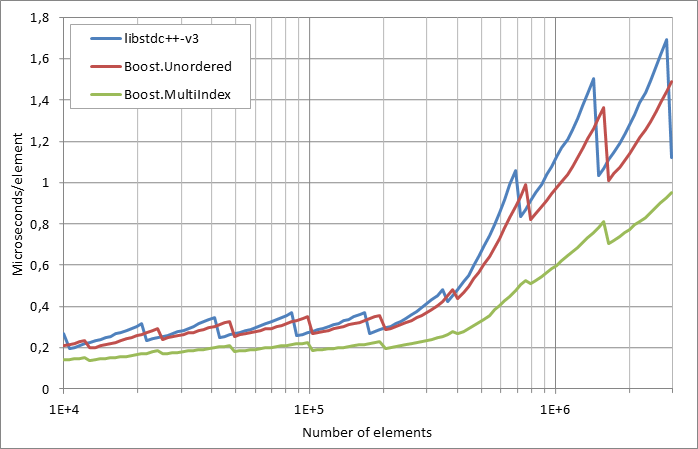 1,8
1,6
1,4
1,2
1
0,8
0,6
0,4
0,2
0
Microseconds/element
libstdc++-v3
Boost.Unordered
Boost.MultiIndex
1E+4
1E+5
1E+6
Number of elements